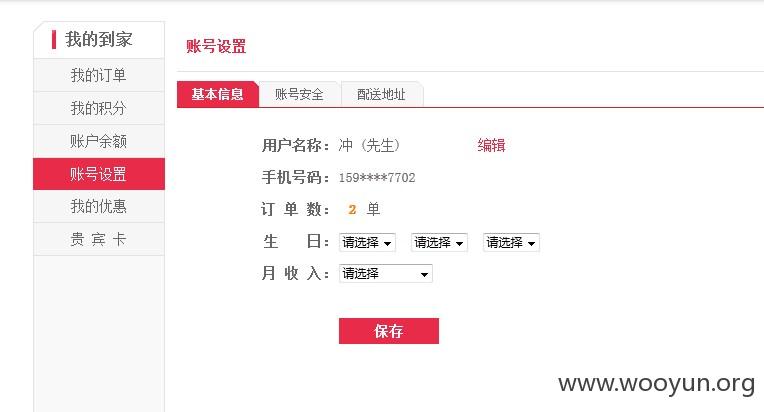 我的到家
我的订单
我的积分
账户余额
账号设置
我的优惠
贵 宾 卡
账号设置
基本信息 账号安全 配送地址
用户名称： 冲（先生） 编辑
手机号码： 159****7702
订 单 数： 2 单
生 日： 请选择 请选择 请选择
月 收 入： 请选择
保存
www.wooyun.org